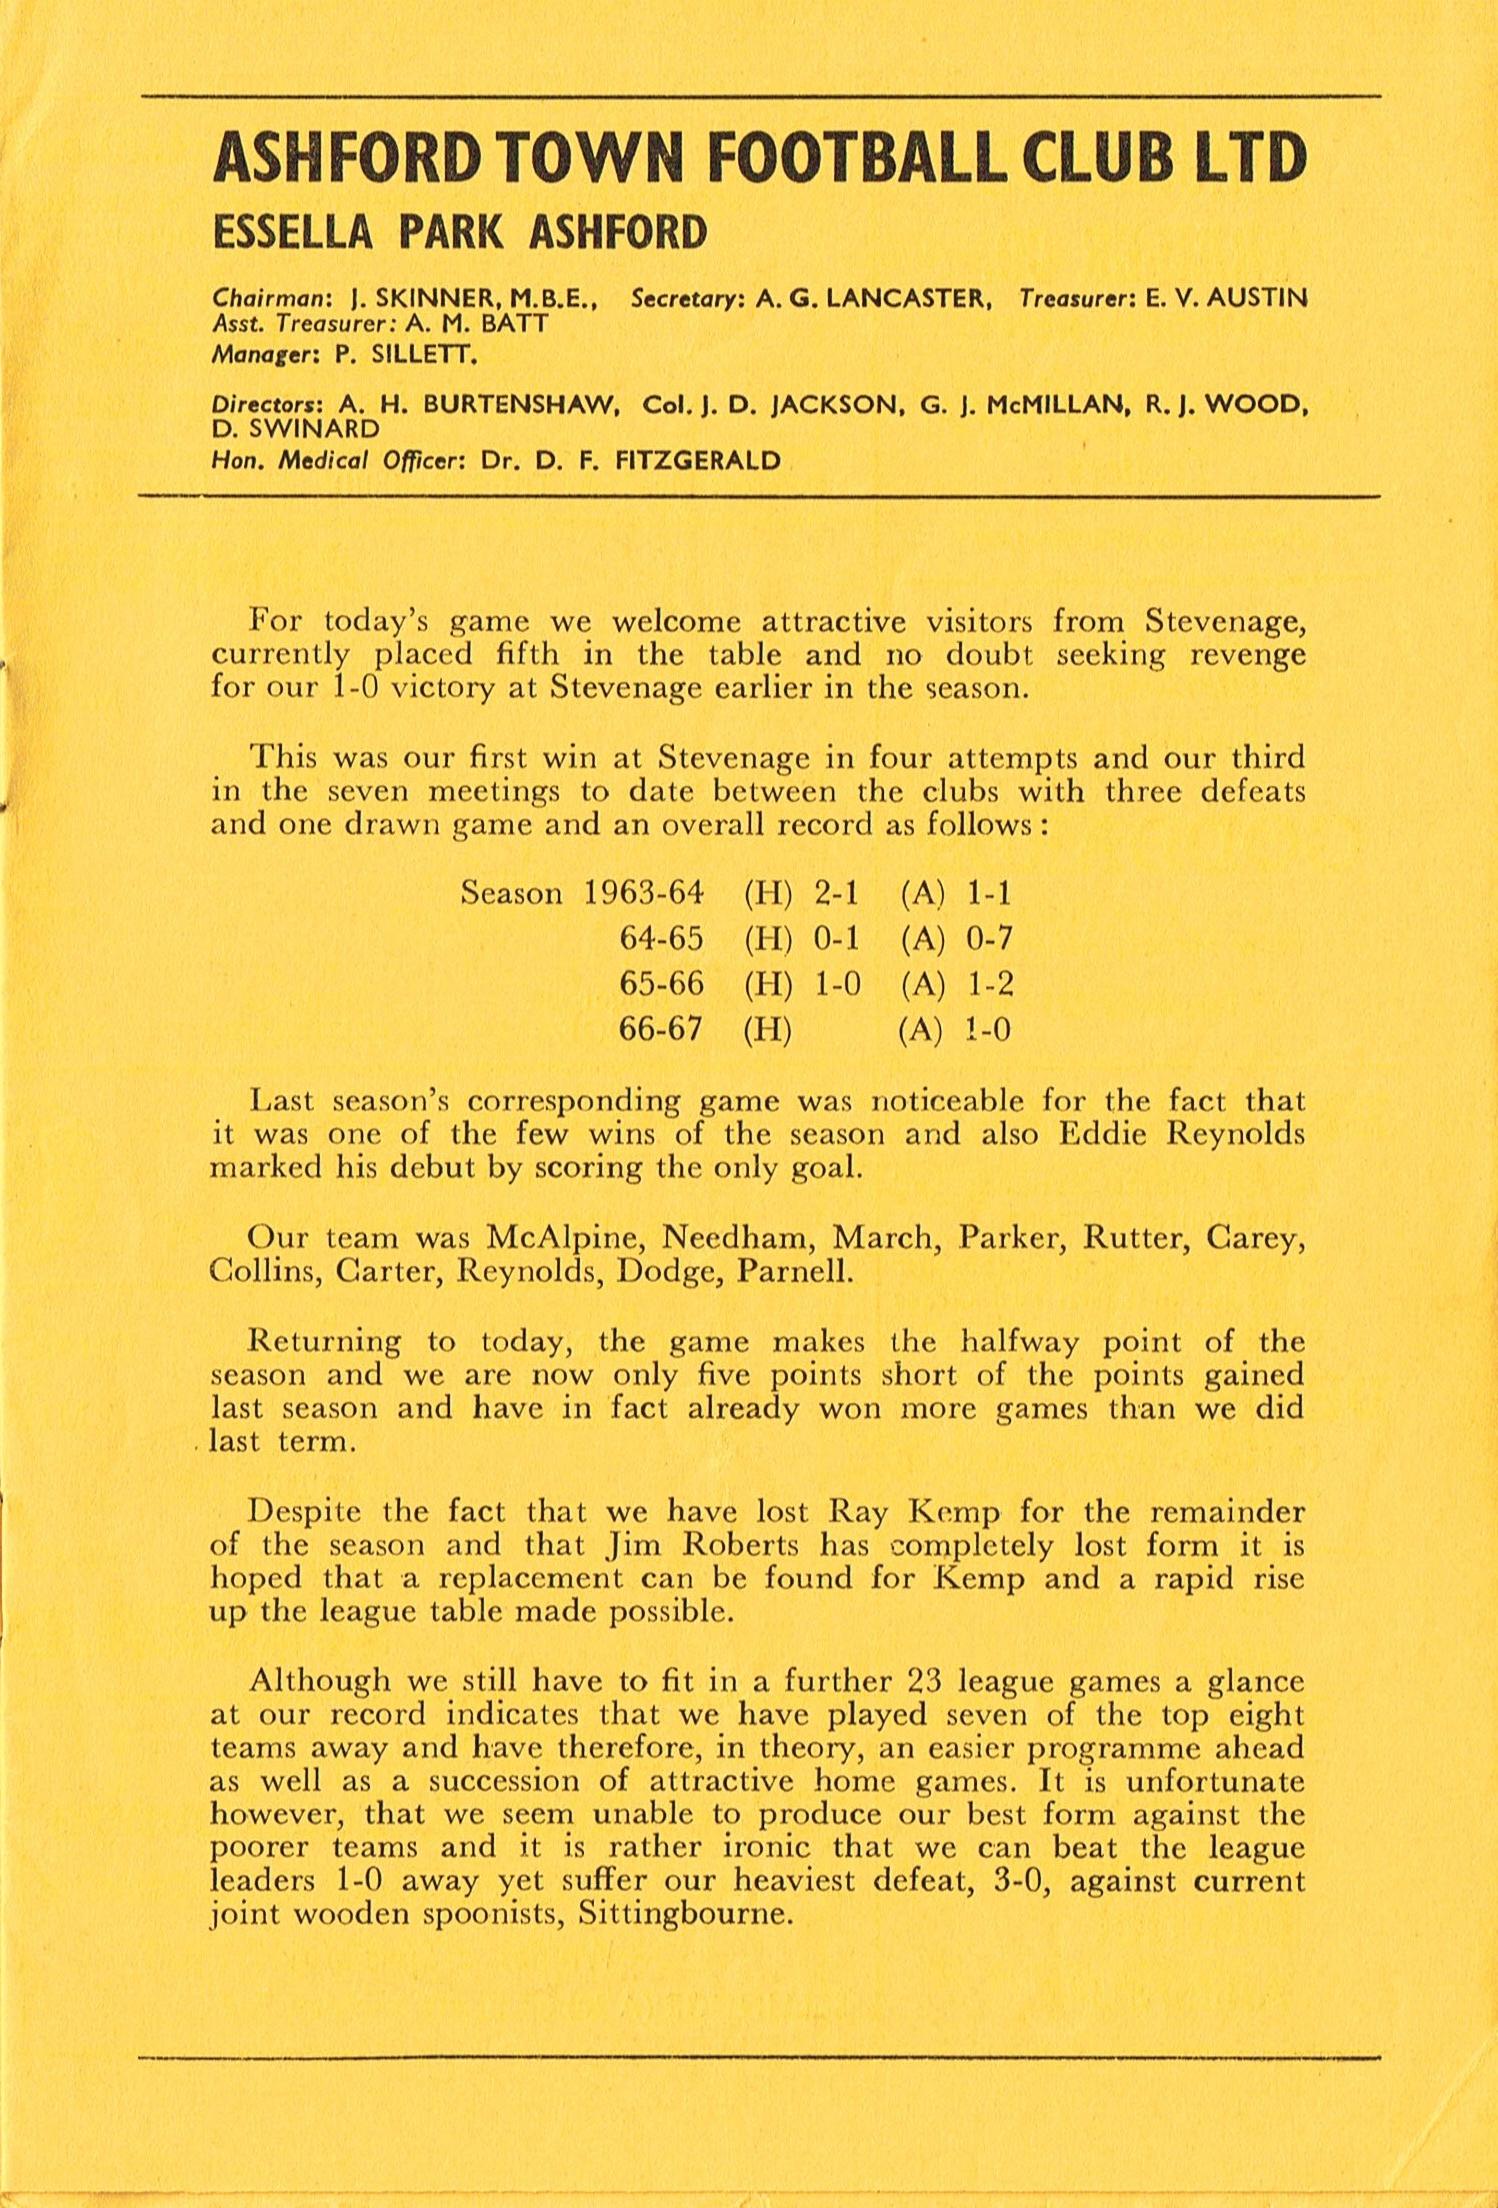 ASHFORD TOWN FOOTBALL CLUB LTD
ESSELLA PARK ASHFORD
Chairman: J. SKINNER, M.B.E., Secretary: A. G. LANCASTER, Treasurer: E. V. AUSTIN
Asst. Treasurer: A. M. BATT
Manager: P. SILLETT.
Directors: A. H. BURTENSHAW, Col. J. D. JACKSON, G. J. McMILLAN, R. J. WOOD,
D. SWINARD
Hon. Medical Officer: Dr. D. F. FITZGERALD
For today's game we welcome attractive visitors from Stevenage,
currently placed fifth in the table and no doubt seeking revenge
for our 1-0 victory at Stevenage earlier in the season.
This was our first win at Stevenage in four attempts and our third
in the seven meetings to date between the clubs with three defeats
and one drawn game and an overall record as follows :
Season 1963-64 (H) 2-1 (A) 1-1
64-65 (H) 0-1 (A) 0-7
65-66 (H) 1-0 (A) 1-2
66-67 (H) (A) 1-0
Last season's corresponding game was noticeable for the fact that
it was one of the few wins of the season and also Eddie Reynolds
marked his debut by scoring the only goal.
Our team was McAlpine, Needham, March, Parker, Rutter, Carey,
Collins, Carter, Reynolds, Dodge, Parnell.
Returning to today, the game makes the halfway point of the
season and we are now only five points short of the points gained
last season and have in fact already won more games than we did
last term.
Despite the fact that we have lost Ray Kemp for the remainder
of the season and that Jim Roberts has completely lost form it is
hoped that a replacement can be found for Kemp and a rapid rise
up the league table made possible.
Although we still have to fit in a further 23 league games a glance
at our record indicates that we have played seven of the top eight
teams away and have therefore, in theory, an easier programme ahead
as well as a succession of attractive home games. It is unfortunate
however, that we seem unable to produce our best form against the
poorer teams and it is rather ironic that we can beat the league
leaders 1-0 away yet suffer our heaviest defeat, 3-0, against current
joint wooden spoonists, Sittingbourne.